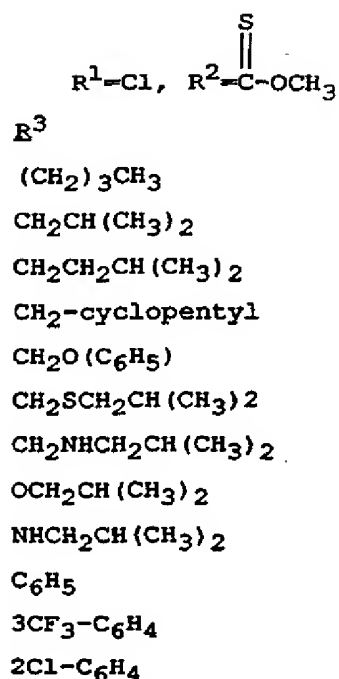 S
||
R¹=Cl, R²=C-OCH₃
R³
(CH₂)₃CH₃
CH₂CH(CH₃)₂
CH₂CH₂CH(CH₃)₂
CH₂-cyclopentyl
CH₂O(C₆H₅)
CH₂SCH₂CH(CH₃)2
CH₂NHCH₂CH(CH₃)₂
OCH₂CH(CH₃)₂
NHCH₂CH(CH₃)₂
C₆H₅
3CF₃-C₆H₄
2Cl-C₆H₄